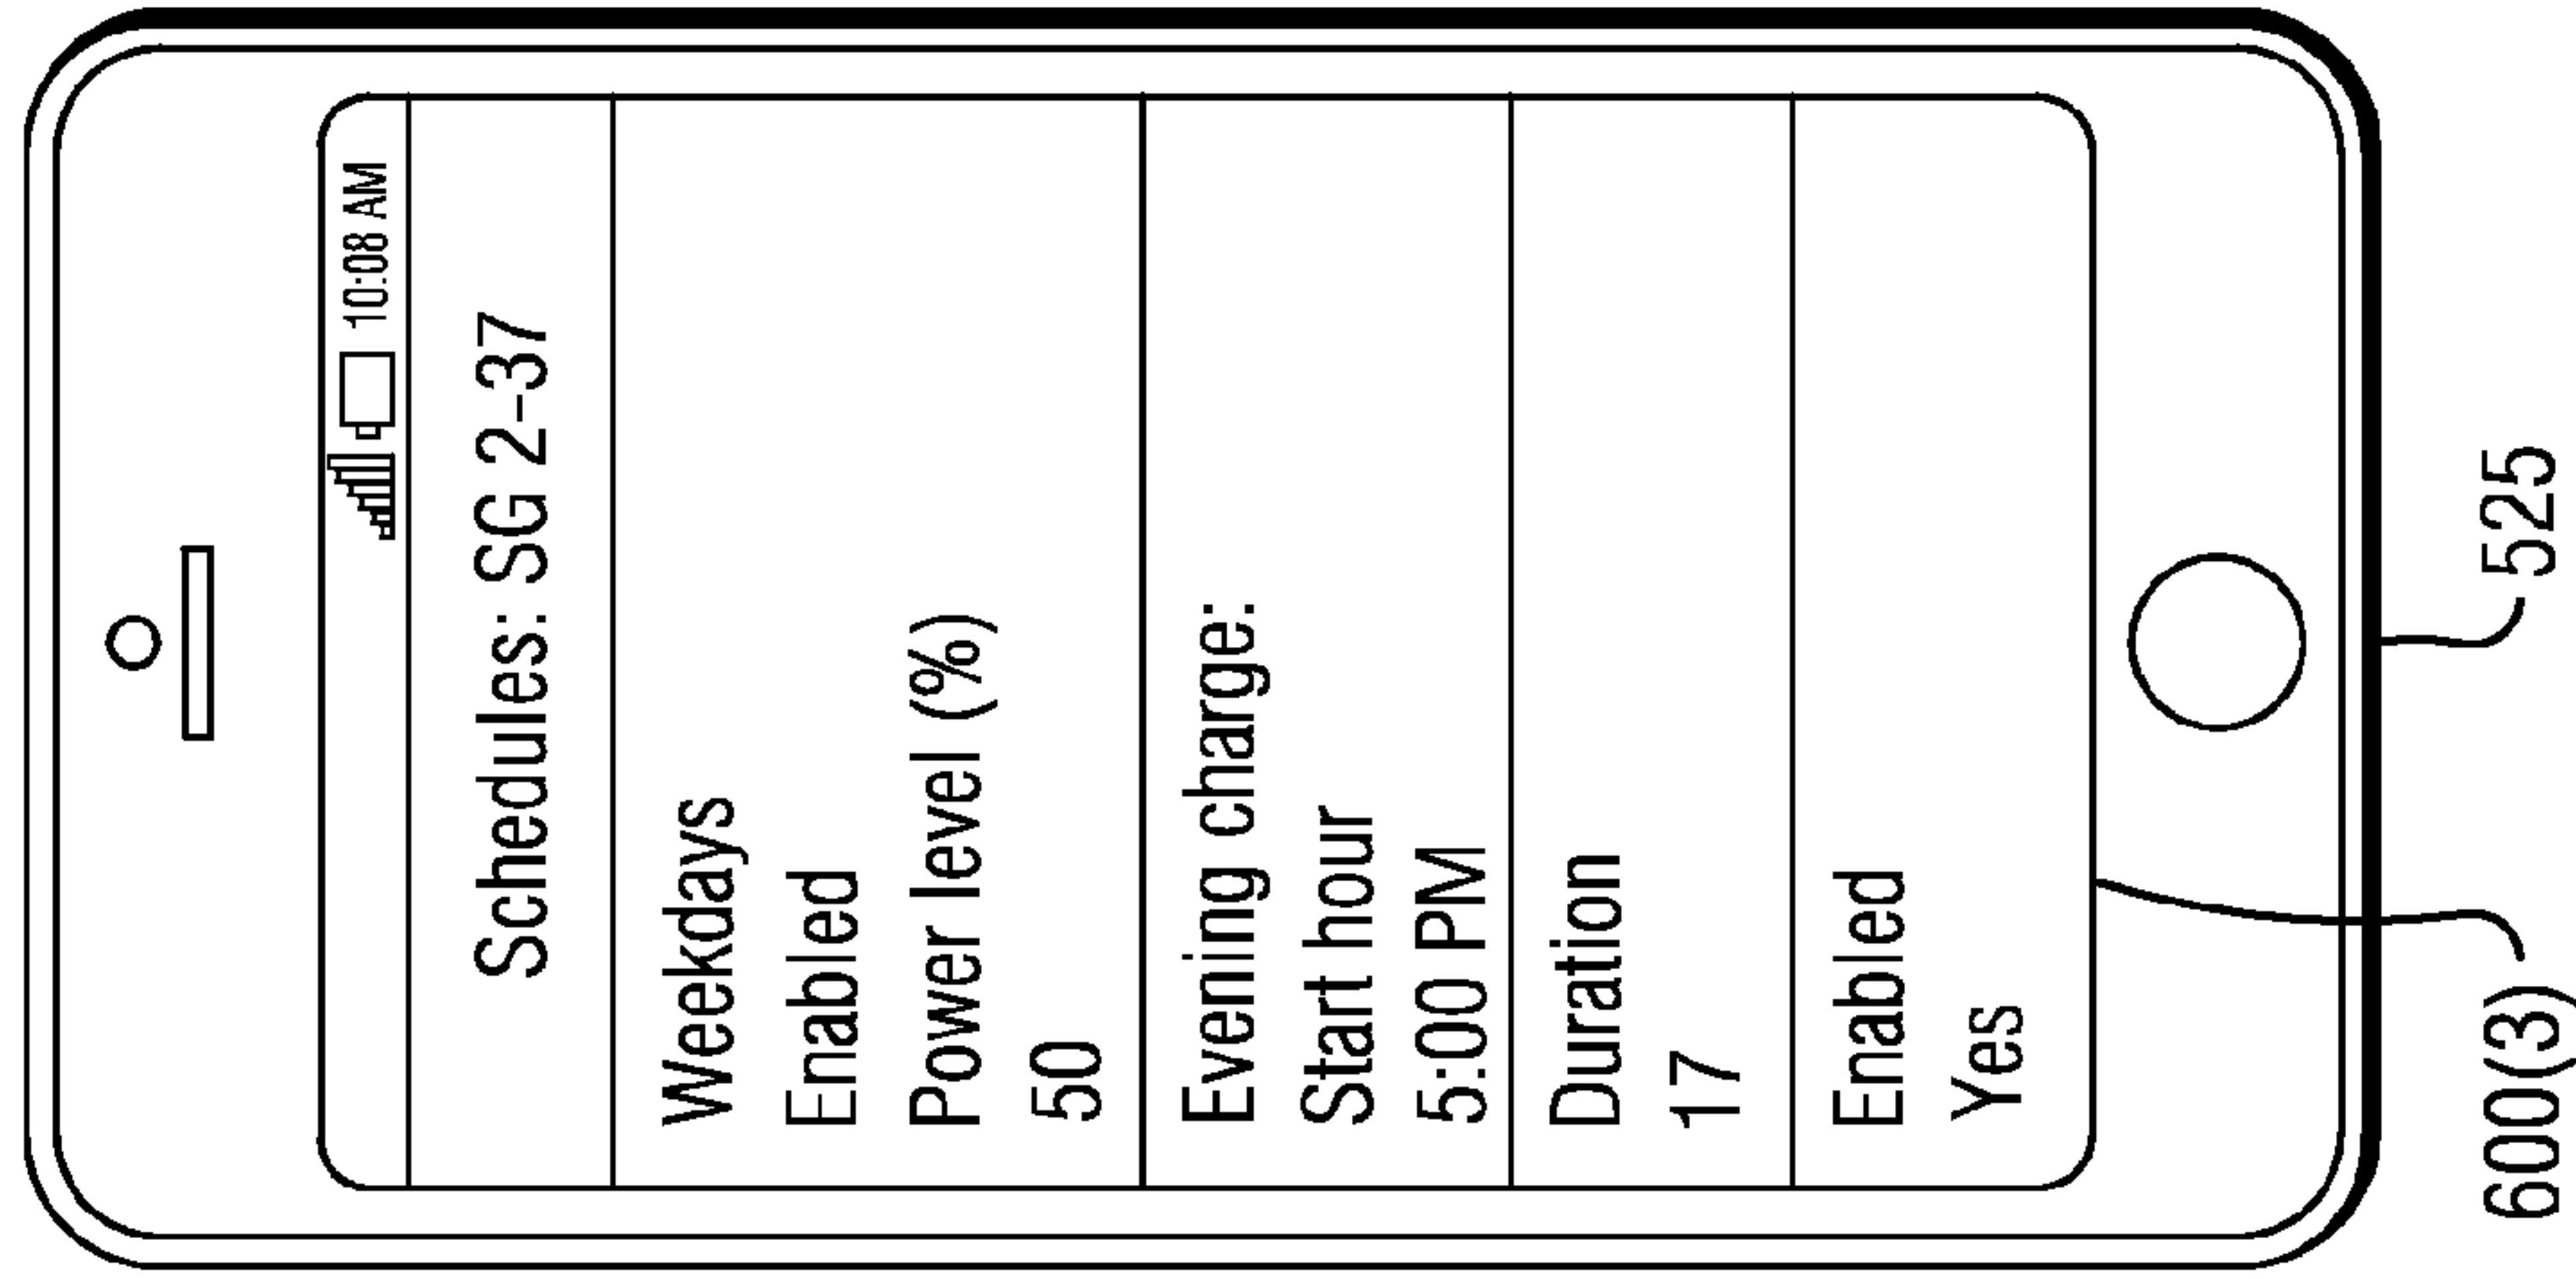 10:08 AM
Schedules: SG 2-37
Weekdays
Enabled
Power level (%)
50
Evening charge:
Start hour
5:00 PM
Duration
17
Enabled
Yes
600(3)
525